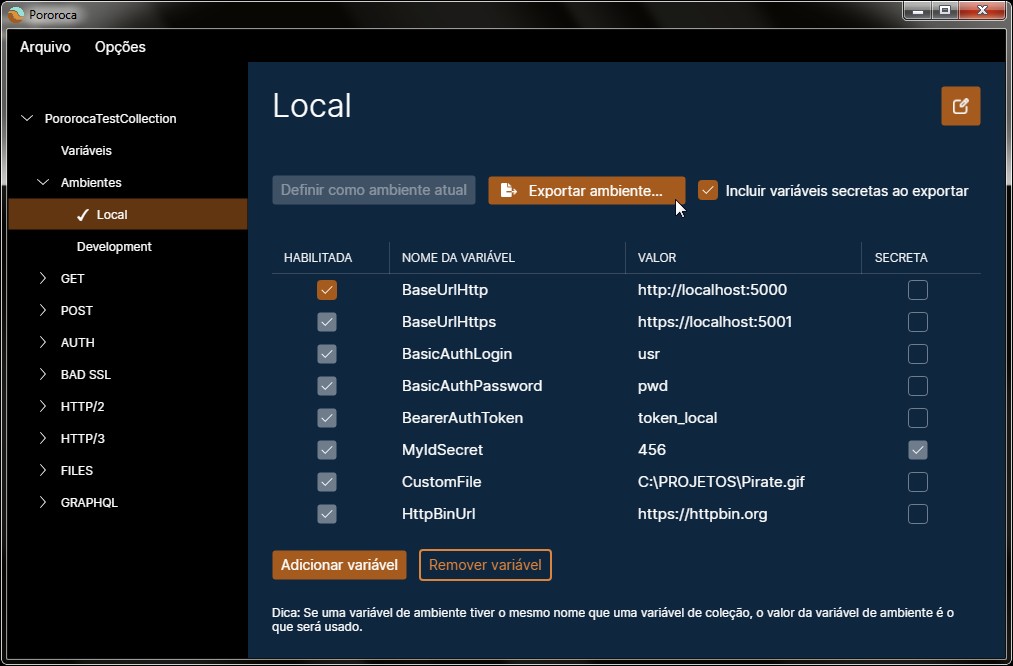 Pororoca
Arquivo Opções
PororocaTestCollection
Variáveis
Ambientes
Local
Development
GET
POST
AUTH
BAD SSL
HTTP/2
HTTP/3
FILES
GRAPHQL
Local
Definir como ambiente atual Exportar ambiente... Incluir variáveis secretas ao exportar
HABILITADA NOME DA VARIÁVEL VALOR SECRETA
BaseUrlHttp http://localhost:5000
BaseUrlHttps https://localhost:5001
BasicAuthLogin usr
BasicAuthPassword pwd
BearerAuthToken token_local
MyIdSecret 456
CustomFile C:\PROJETOS\Pirate.gif
HttpBinUrl https://httpbin.org
Adicionar variável Remover variável
Dica: Se uma variável de ambiente tiver o mesmo nome que uma variável de coleção, o valor da variável de ambiente é o
que será usado.